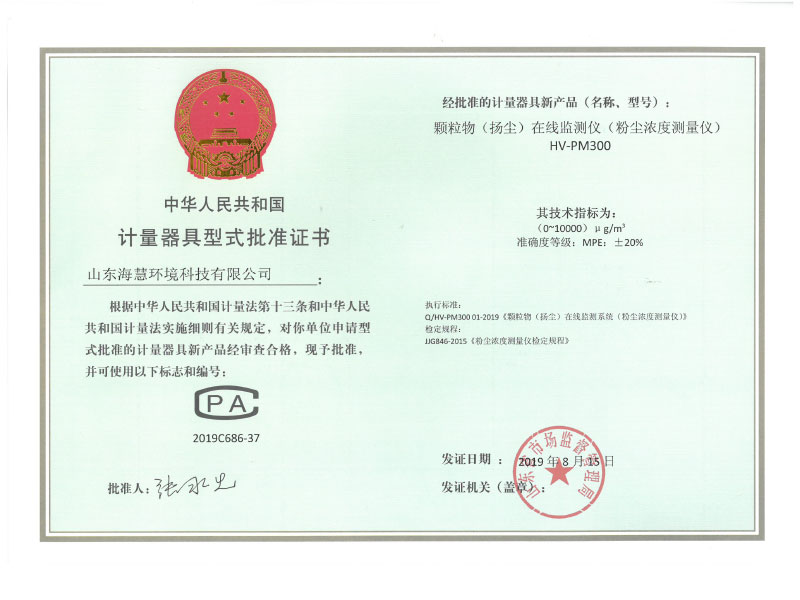 中华人民共和国
计量器具型式批准证书
山东海慧环境科技有限公司：
根据中华人民共和国计量法第十三条和中华人民
共和国计量法实施细则有关规定，对你单位申请型
式批准的计量器具新产品经审查合格，现予批准，
并可使用以下标志和编号：
CPA
2019C686-37
批准人：
经批准的计量器具新产品（名称、型号）：
颗粒物（扬尘）在线监测仪（粉尘浓度测量仪）
HV-PM300
其技术指标为：
（0~10000）μg/m³
准确度等级：MPE：±20%
执行标准：
Q/HV-PM300 01-2019《颗粒物（扬尘）在线监测系统（粉尘浓度测量仪）》
检定规程：
JJG846-2015《粉尘浓度测量仪检定规程》
发证日期：2019年8月15日
发证机关（盖章）：
山东省市场监督管理局